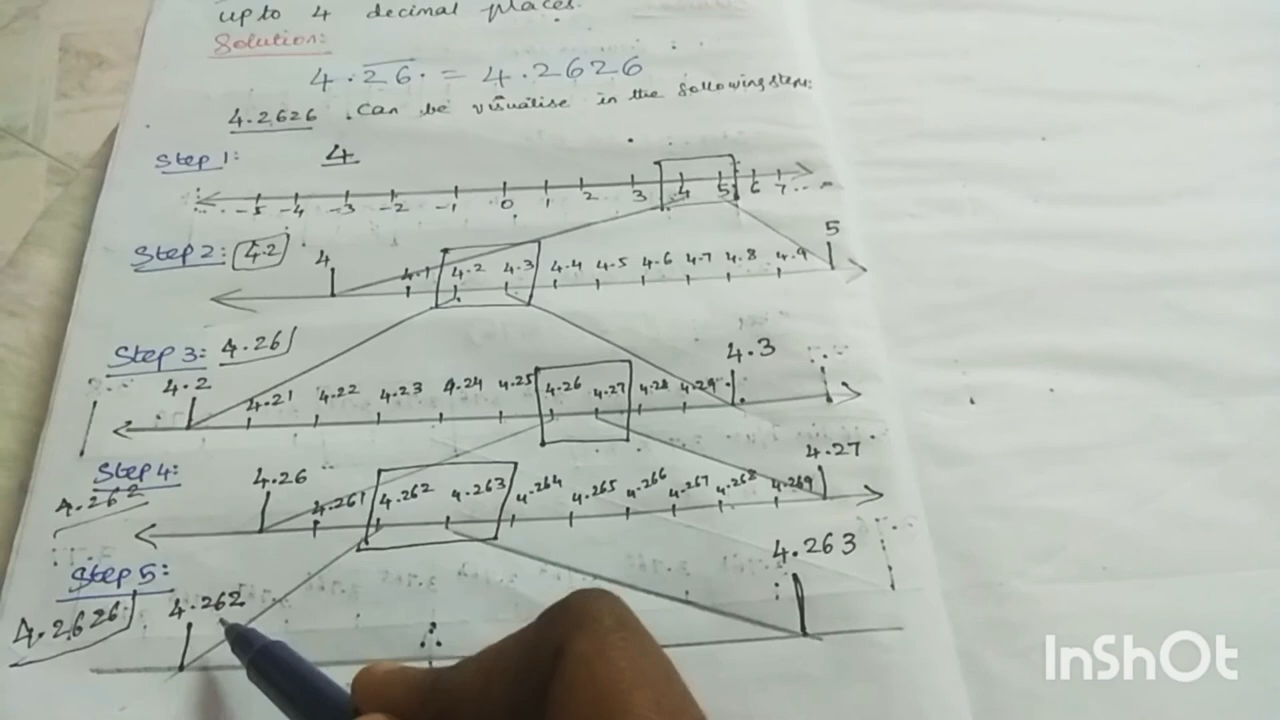 up to 4 decimal places.
Solution:
4.26. = 4.2626
4.2626 . Can be visualise in the following steps:
Step 1: 4
-5 -4 -3 -2 -1 0 1 2 3 4 5 6 7...
Step 2: 4.2
4 4.1 4.2 4.3 4.4 4.5 4.6 4.7 4.8 4.9 5
Step 3: 4.26
4.2 4.21 4.22 4.23 4.24 4.25 4.26 4.27 4.28 4.29 4.3
Step 4:
4.262
4.26 4.261 4.262 4.263 4.264 4.265 4.266 4.267 4.268 4.269 4.27
Step 5:
4.2626
4.262 4.263
InShOt